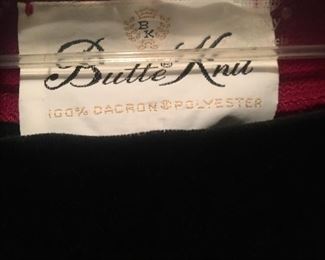 BK
Butte Knit
100% DACRON® POLYESTER